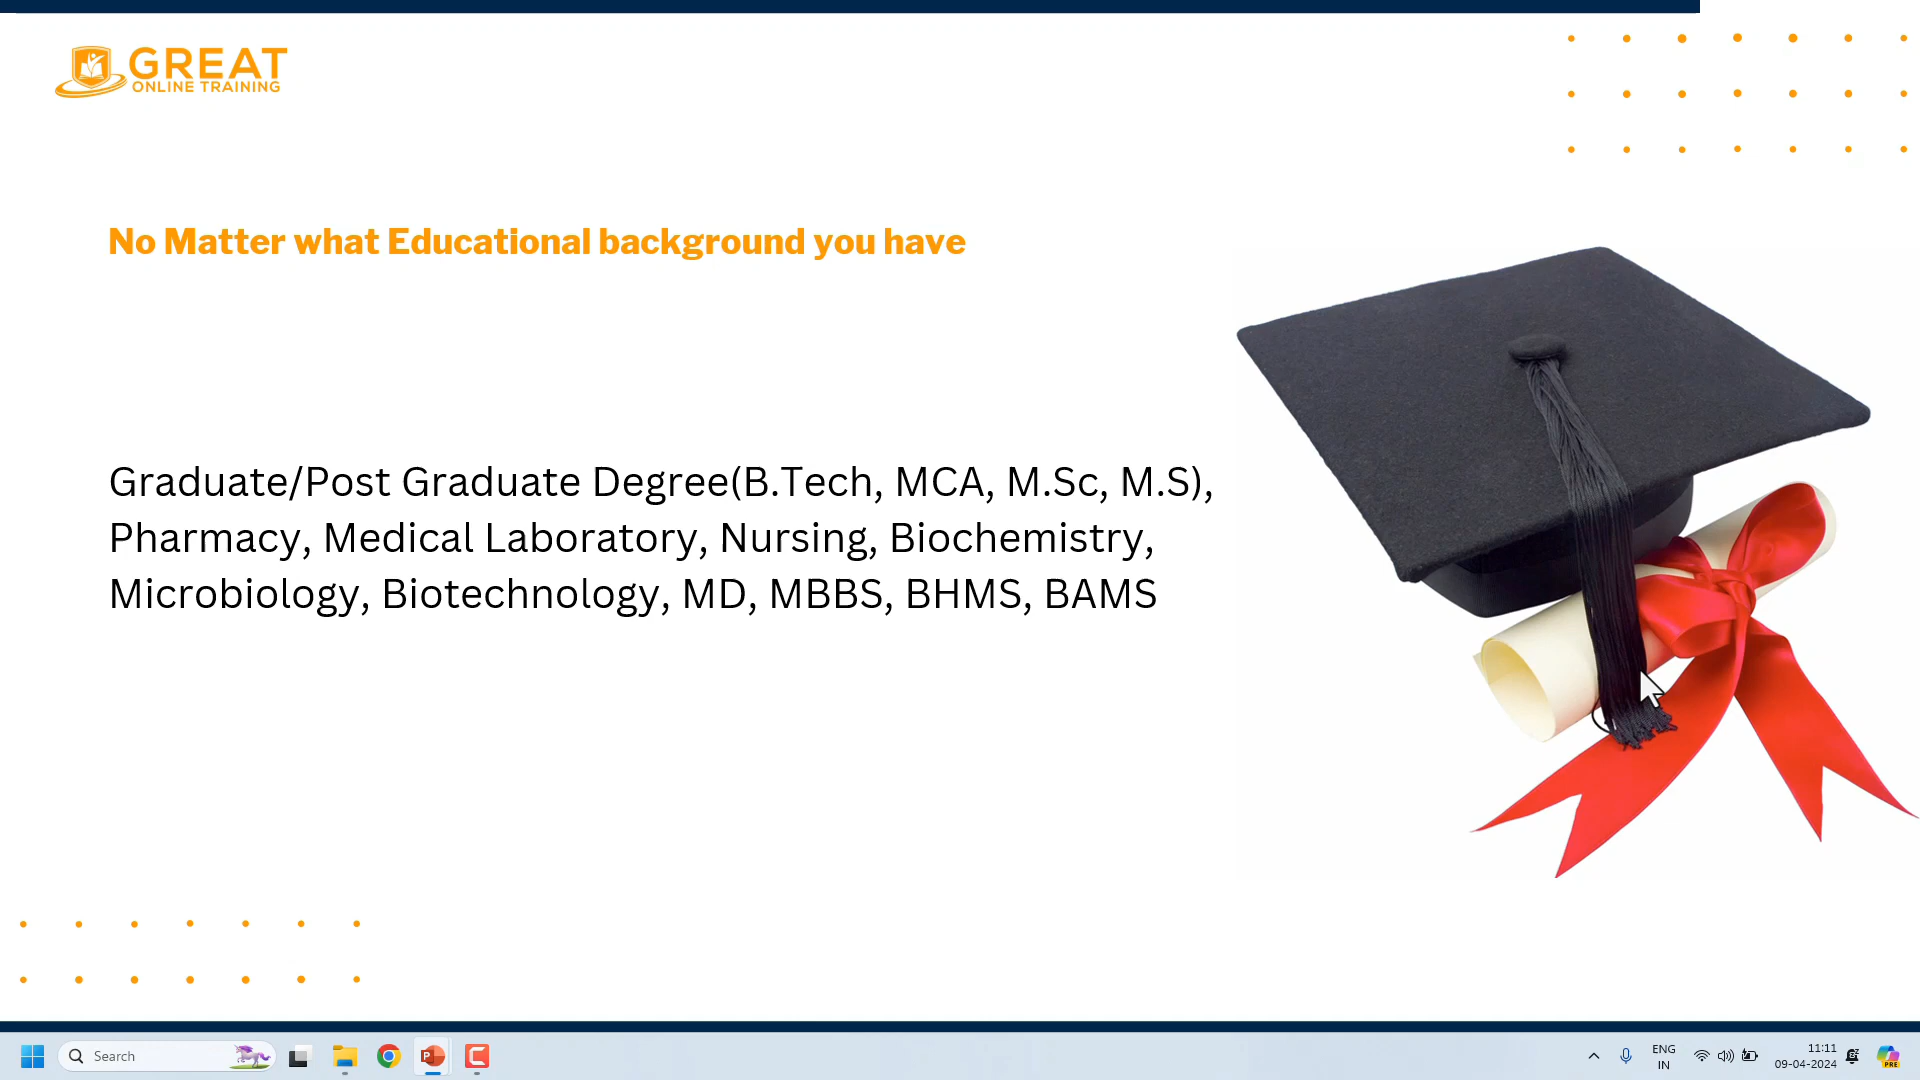 GREAT
ONLINE TRAINING
No Matter what Educational background you have
Graduate/Post Graduate Degree(B.Tech, MCA, M.Sc, M.S),
Pharmacy, Medical Laboratory, Nursing, Biochemistry,
Microbiology, Biotechnology, MD, MBBS, BHMS, BAMS
Search
ENG
IN
11:11
09-04-2024
PRE